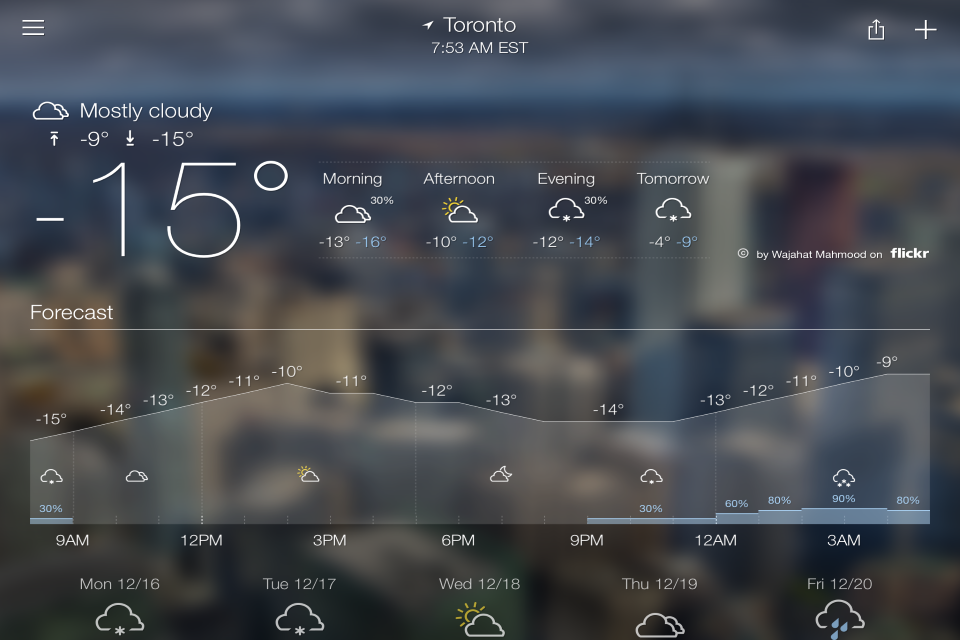 Toronto
7:53 AM EST
Mostly cloudy
-9° -15°
-15°
Morning Afternoon Evening Tomorrow
30% 30%
-13° -16° -10° -12° -12° -14° -4° -9°
© by Wajahat Mahmood on flickr
Forecast
-15° -14° -13° -12° -11° -10° -11° -12° -13° -14° -13° -12° -11° -10° -9°
30% 30% 60% 80% 90% 80%
9AM 12PM 3PM 6PM 9PM 12AM 3AM
Mon 12/16 Tue 12/17 Wed 12/18 Thu 12/19 Fri 12/20